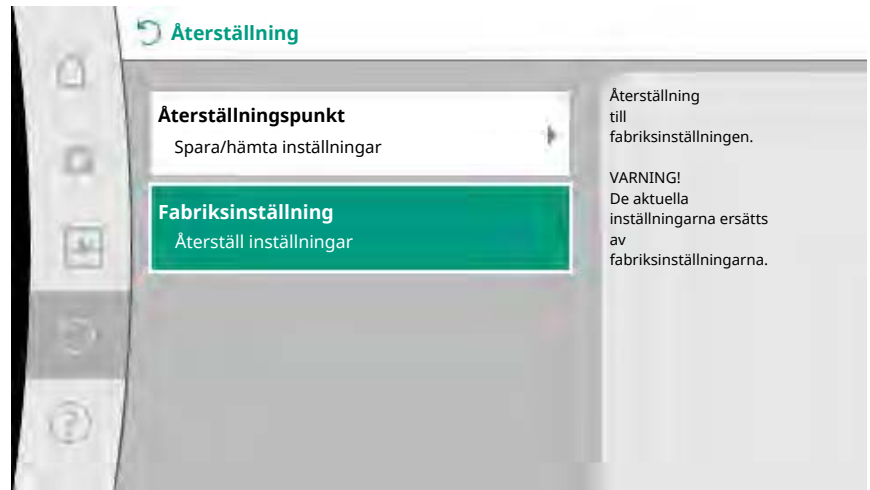 Återställning
Återställningspunkt
Spara/hämta inställningar
Fabriksinställning
Återställ inställningar
Återställning
till
fabriksinställningen.
VARNING!
De aktuella
inställningarna ersätts
av
fabriksinställningarna.